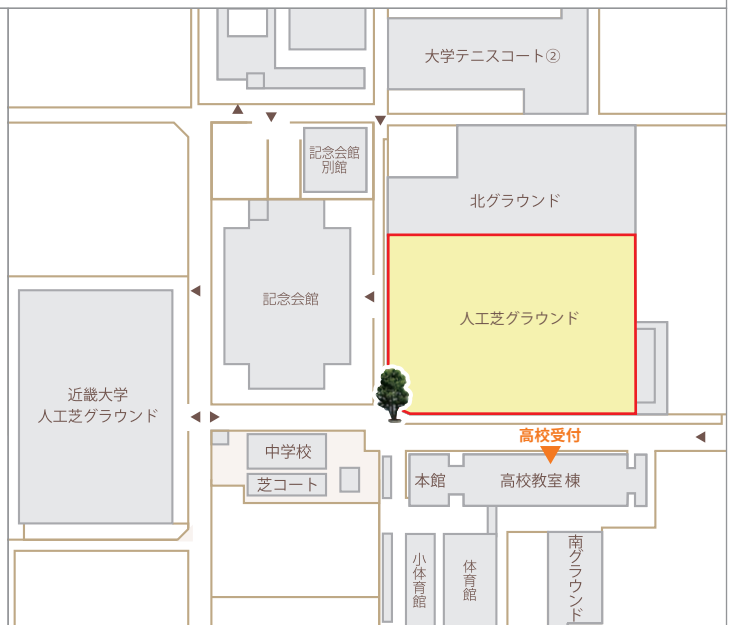 大学テニスコート②
記念会館
別館
北グラウンド
記念会館
人工芝グラウンド
近畿大学
人工芝グラウンド
高校受付
中学校
芝コート
本館
高校教室棟
小体育館
体育館
南グラウンド